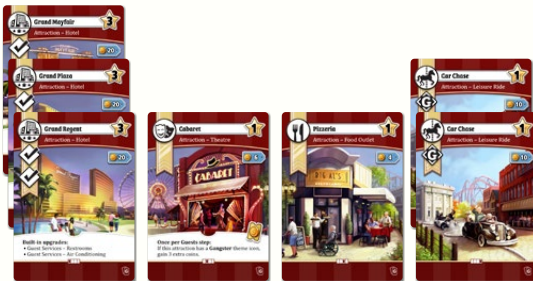 Grand Mayfair
3
Attraction – Hotel
20
Grand Plaza
3
Attraction – Hotel
20
Car Chase
1
Attraction – Leisure Ride
10
Grand Regent
3
Attraction – Hotel
20
Built-in upgrades:
• Guest Services – Restrooms
• Guest Services – Air Conditioning
Cabaret
1
Attraction – Theatre
6
CABARET
Once per Guests step:
If this attraction has a Gangster theme icon,
gain 3 extra coins.
Pizzeria
1
Attraction – Food Outlet
4
Car Chase
1
Attraction – Leisure Ride
G
10